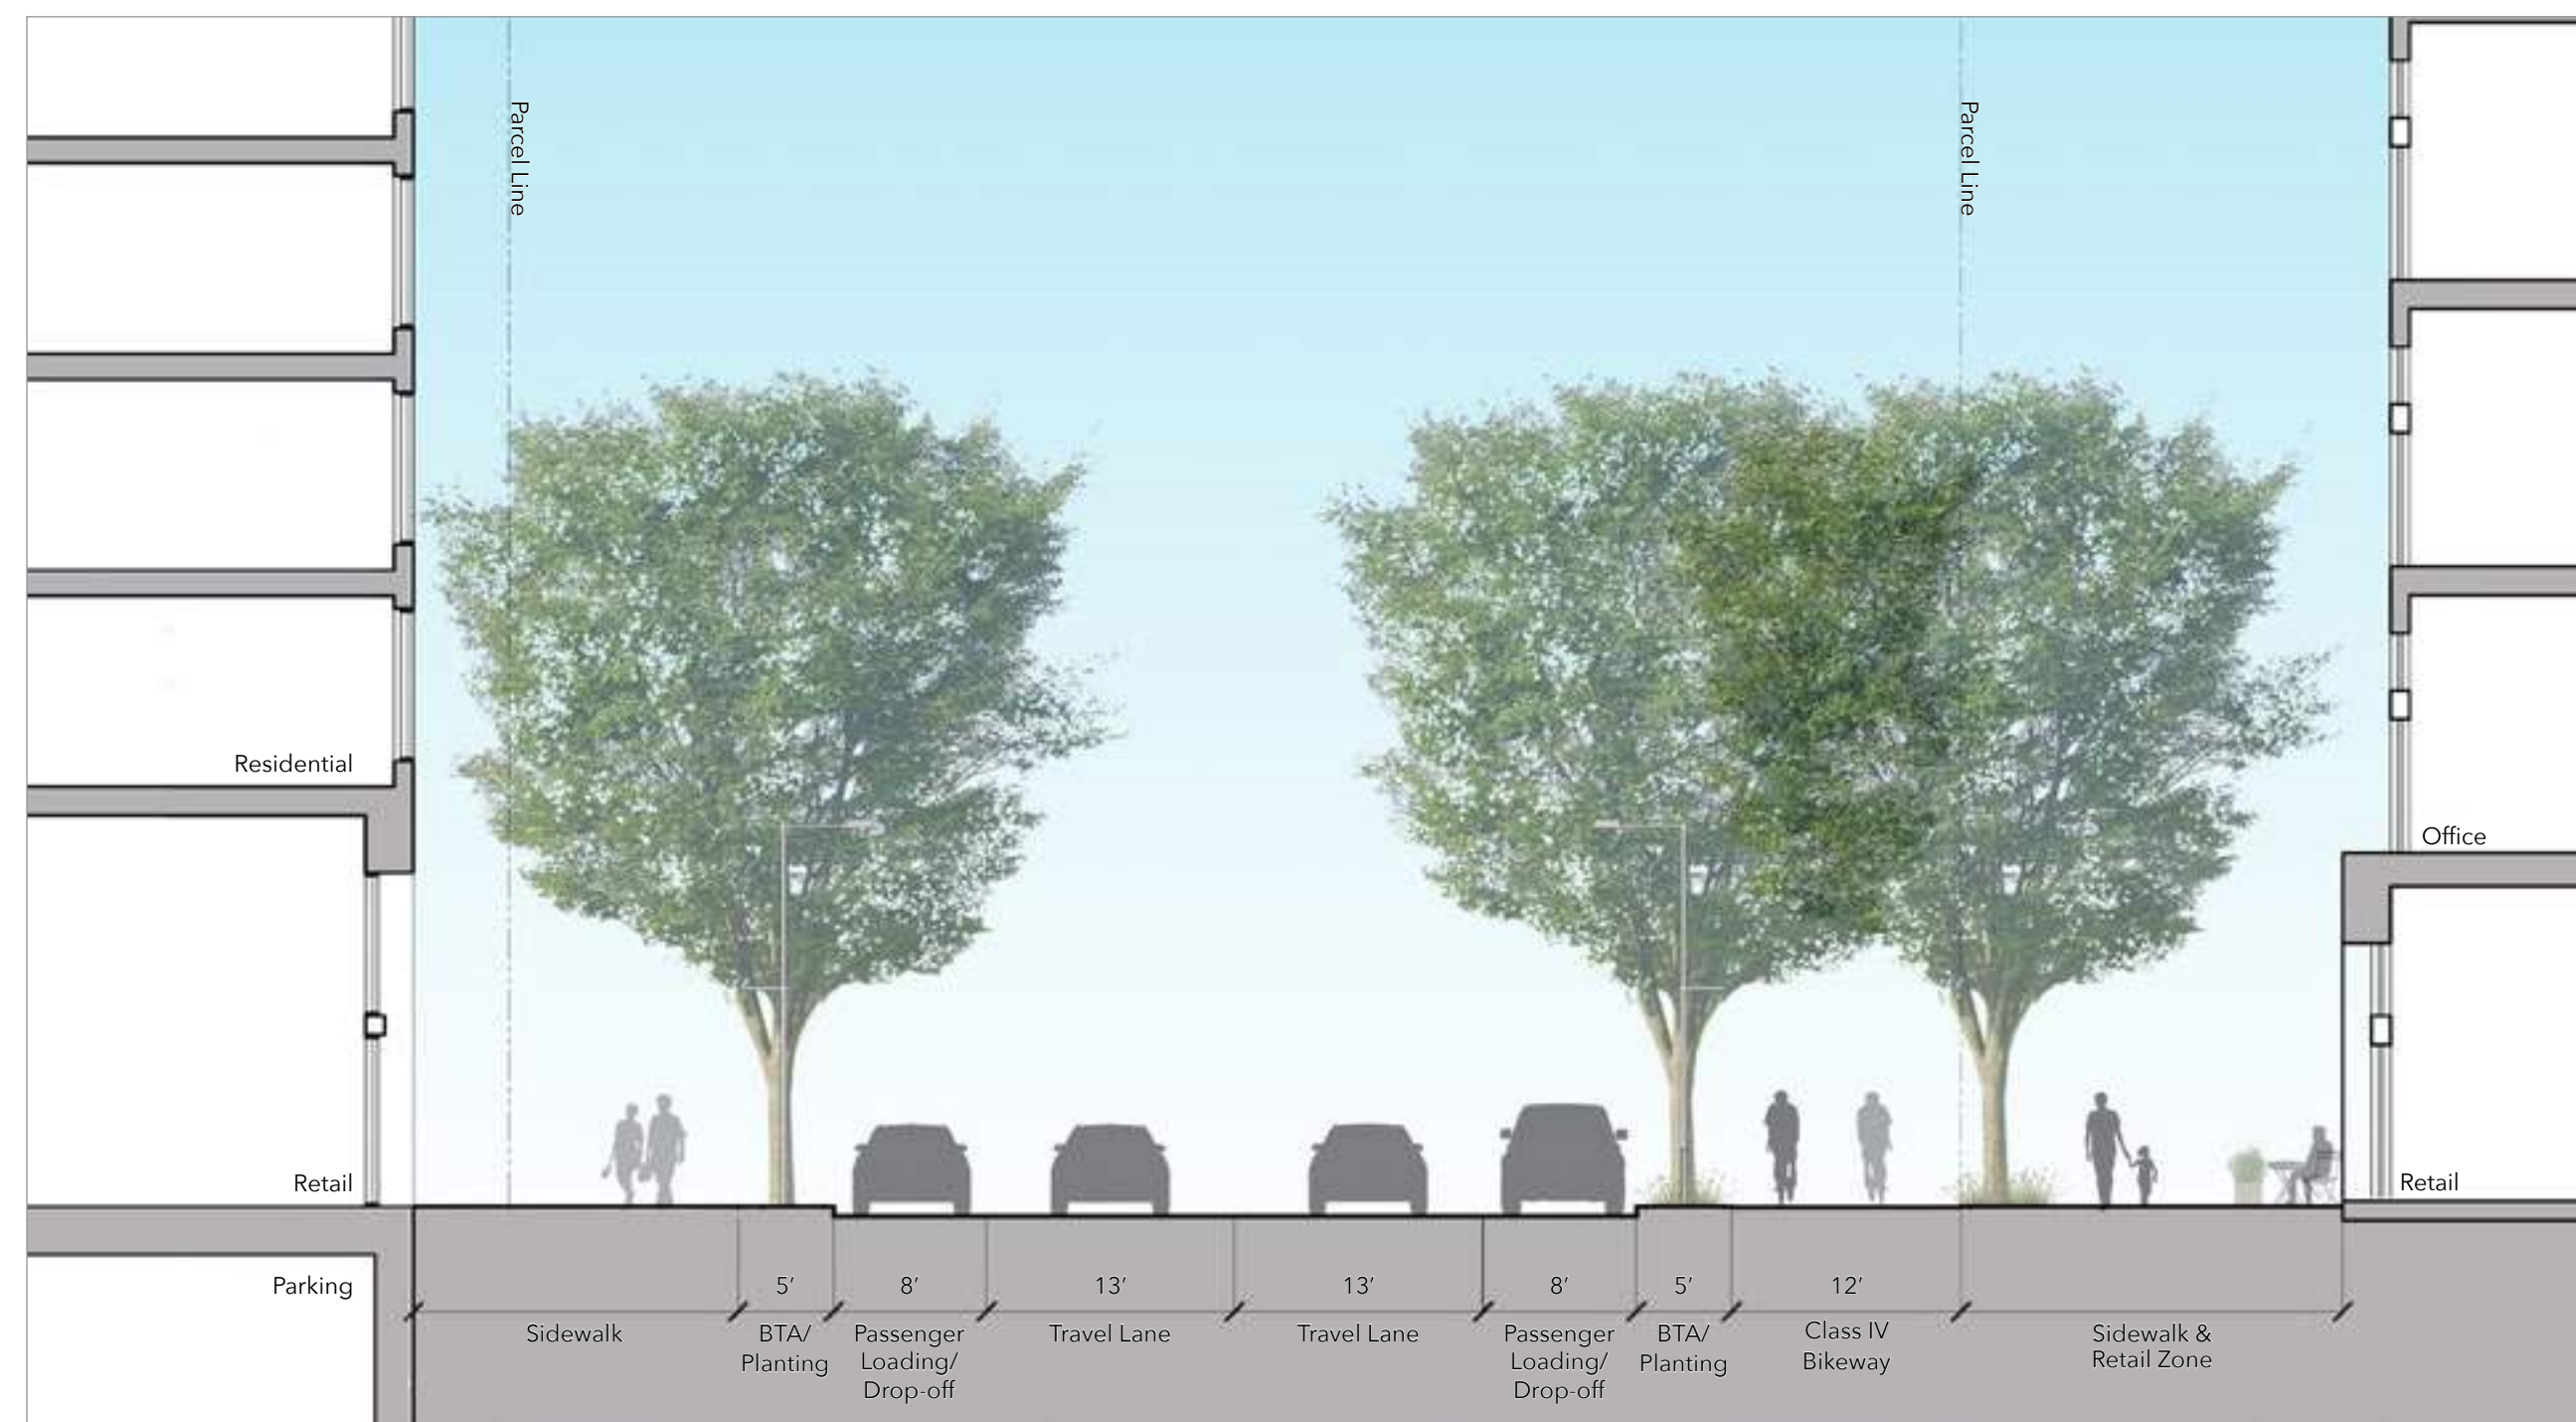 Parcel Line
Parcel Line
Residential
Office
Retail
Retail
Parking
5’
8’
13’
13’
8’
5’
12’
Sidewalk
BTA/
Planting
Passenger
Loading/
Drop-off
Travel Lane
Travel Lane
Passenger
Loading/
Drop-off
BTA/
Planting
Class IV
Bikeway
Sidewalk &
Retail Zone